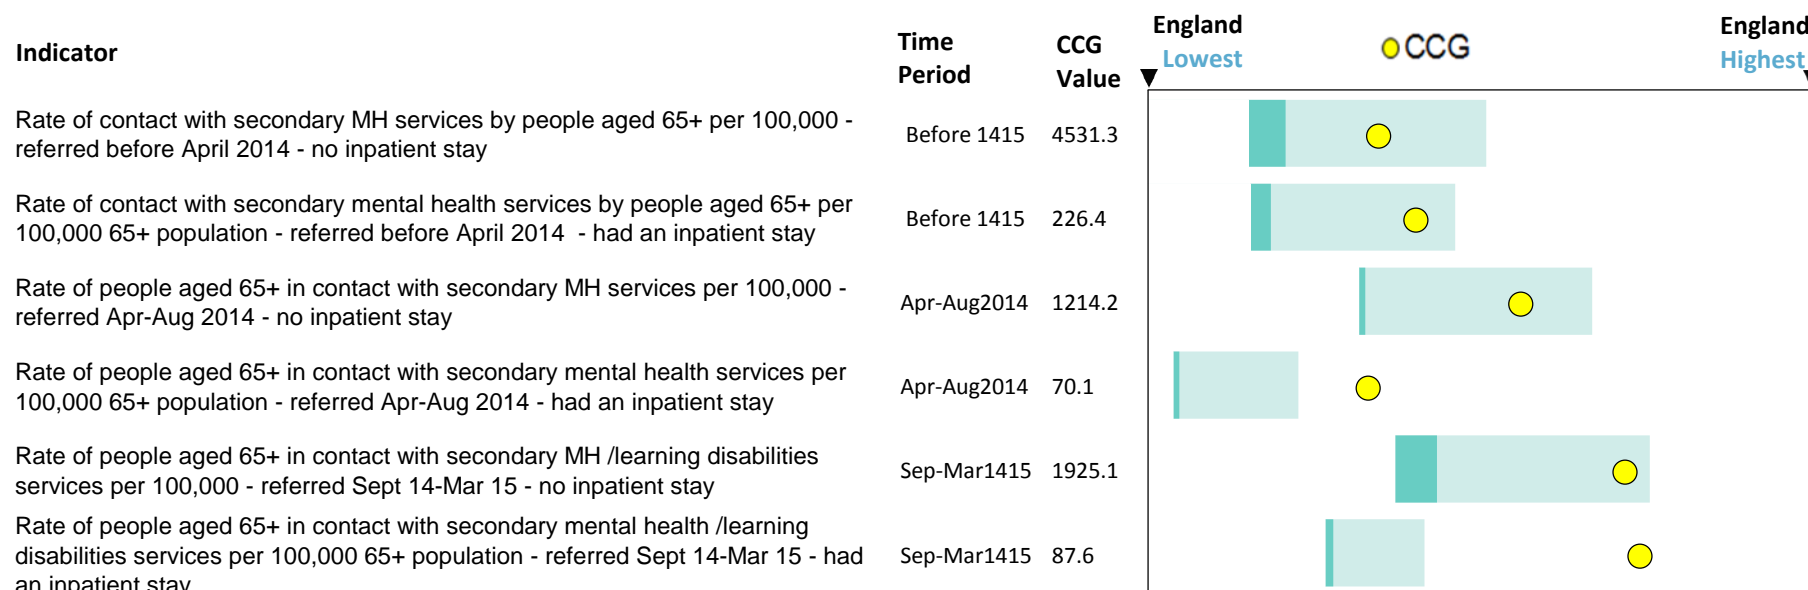 Indicator
Time
Period
CCG
Value
England
Lowest
CCG
England
Highest
Rate of contact with secondary MH services by people aged 65+ per 100,000 -
referred before April 2014 - no inpatient stay
Before 1415 4531.3
Rate of contact with secondary mental health services by people aged 65+ per
100,000 65+ population - referred before April 2014  - had an inpatient stay
Before 1415 226.4
Rate of people aged 65+ in contact with secondary MH services per 100,000 -
referred Apr-Aug 2014 - no inpatient stay
Apr-Aug2014 1214.2
Rate of people aged 65+ in contact with secondary mental health services per
100,000 65+ population - referred Apr-Aug 2014 - had an inpatient stay
Apr-Aug2014 70.1
Rate of people aged 65+ in contact with secondary MH /learning disabilities
services per 100,000 - referred Sept 14-Mar 15 - no inpatient stay
Sep-Mar1415 1925.1
Rate of people aged 65+ in contact with secondary mental health /learning
disabilities services per 100,000 65+ population - referred Sept 14-Mar 15 - had
an inpatient stay
Sep-Mar1415 87.6